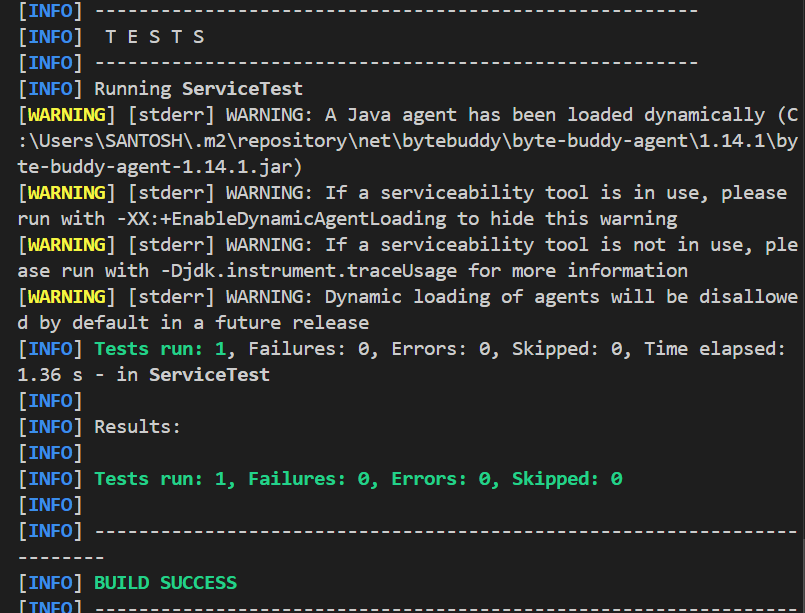 [INFO] -------------------------------------------------------
[INFO]  T E S T S
[INFO] -------------------------------------------------------
[INFO] Running ServiceTest
[WARNING] [stderr] WARNING: A Java agent has been loaded dynamically (C
:\Users\SANTOSH\.m2\repository\net\bytebuddy\byte-buddy-agent\1.14.1\by
te-buddy-agent-1.14.1.jar)
[WARNING] [stderr] WARNING: If a serviceability tool is in use, please
run with -XX:+EnableDynamicAgentLoading to hide this warning
[WARNING] [stderr] WARNING: If a serviceability tool is not in use, ple
ase run with -Djdk.instrument.traceUsage for more information
[WARNING] [stderr] WARNING: Dynamic loading of agents will be disallowe
d by default in a future release
[INFO] Tests run: 1, Failures: 0, Errors: 0, Skipped: 0, Time elapsed:
1.36 s - in ServiceTest
[INFO]
[INFO] Results:
[INFO]
[INFO] Tests run: 1, Failures: 0, Errors: 0, Skipped: 0
[INFO]
[INFO] ----------------------------------------------------------------
--------
[INFO] BUILD SUCCESS
[INFO] ----------------------------------------------------------------